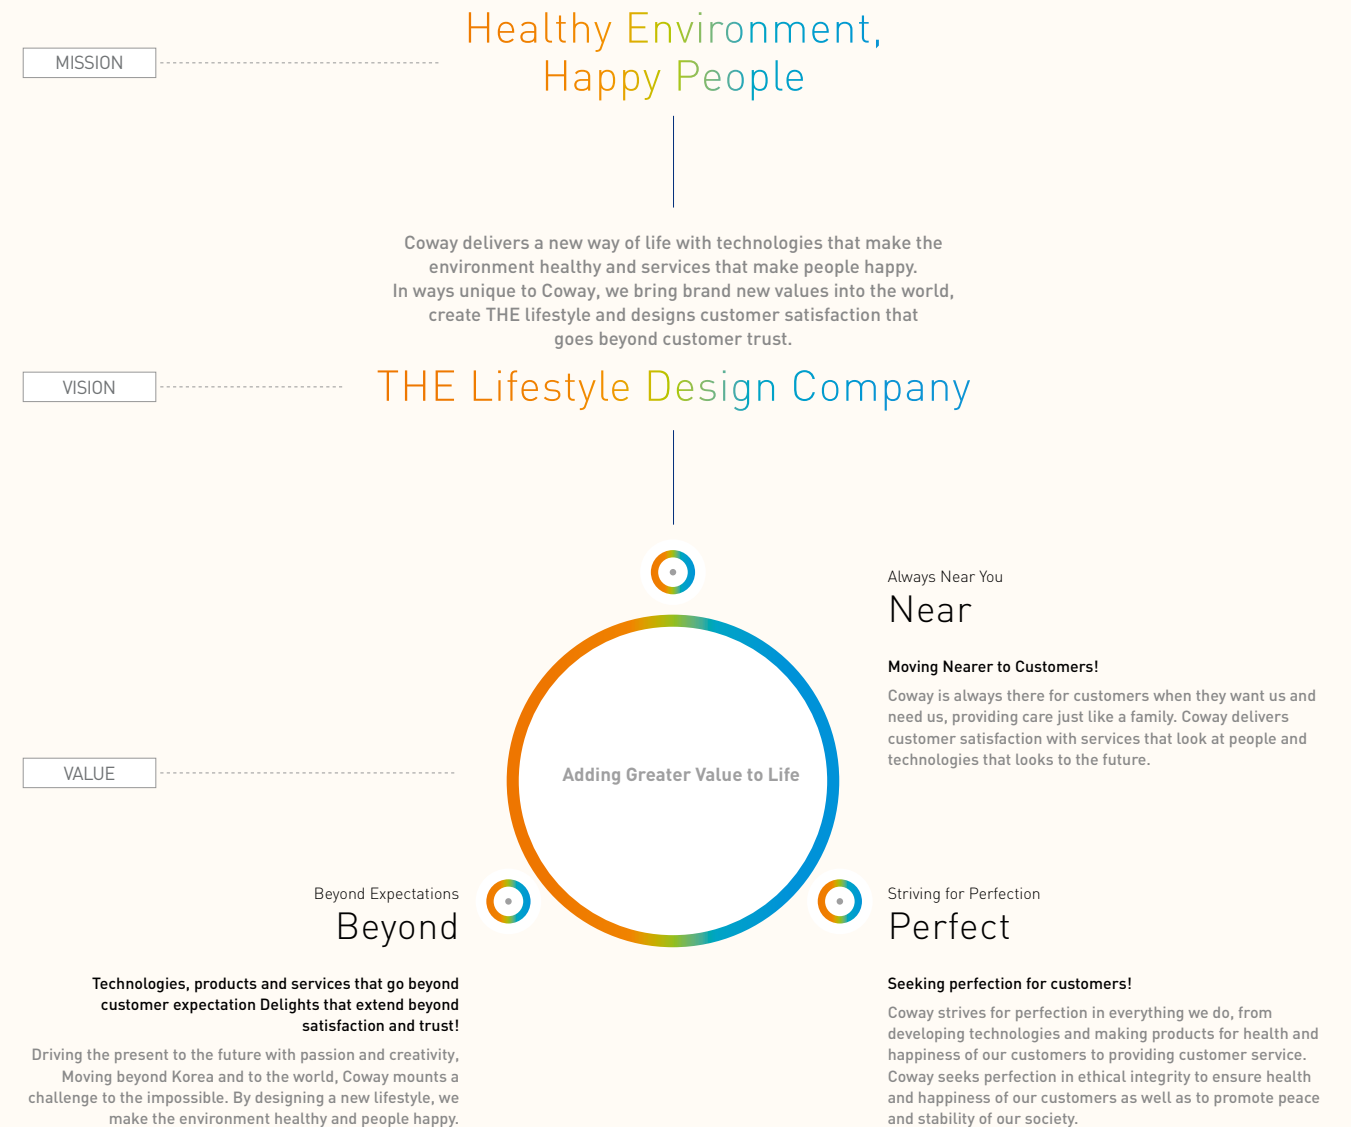 MISSION
Healthy Environment,
Happy People
Coway delivers a new way of life with technologies that make the
environment healthy and services that make people happy.
In ways unique to Coway, we bring brand new values into the world,
create THE lifestyle and designs customer satisfaction that
goes beyond customer trust.
VISION
THE Lifestyle Design Company
Always Near You
Near
Moving Nearer to Customers!
Coway is always there for customers when they want us and
need us, providing care just like a family. Coway delivers
customer satisfaction with services that look at people and
technologies that looks to the future.
VALUE
Adding Greater Value to Life
Beyond Expectations
Beyond
Technologies, products and services that go beyond
customer expectation Delights that extend beyond
satisfaction and trust!
Driving the present to the future with passion and creativity,
Moving beyond Korea and to the world, Coway mounts a
challenge to the impossible. By designing a new lifestyle, we
make the environment healthy and people happy.
Striving for Perfection
Perfect
Seeking perfection for customers!
Coway strives for perfection in everything we do, from
developing technologies and making products for health and
happiness of our customers to providing customer service.
Coway seeks perfection in ethical integrity to ensure health
and happiness of our customers as well as to promote peace
and stability of our society.